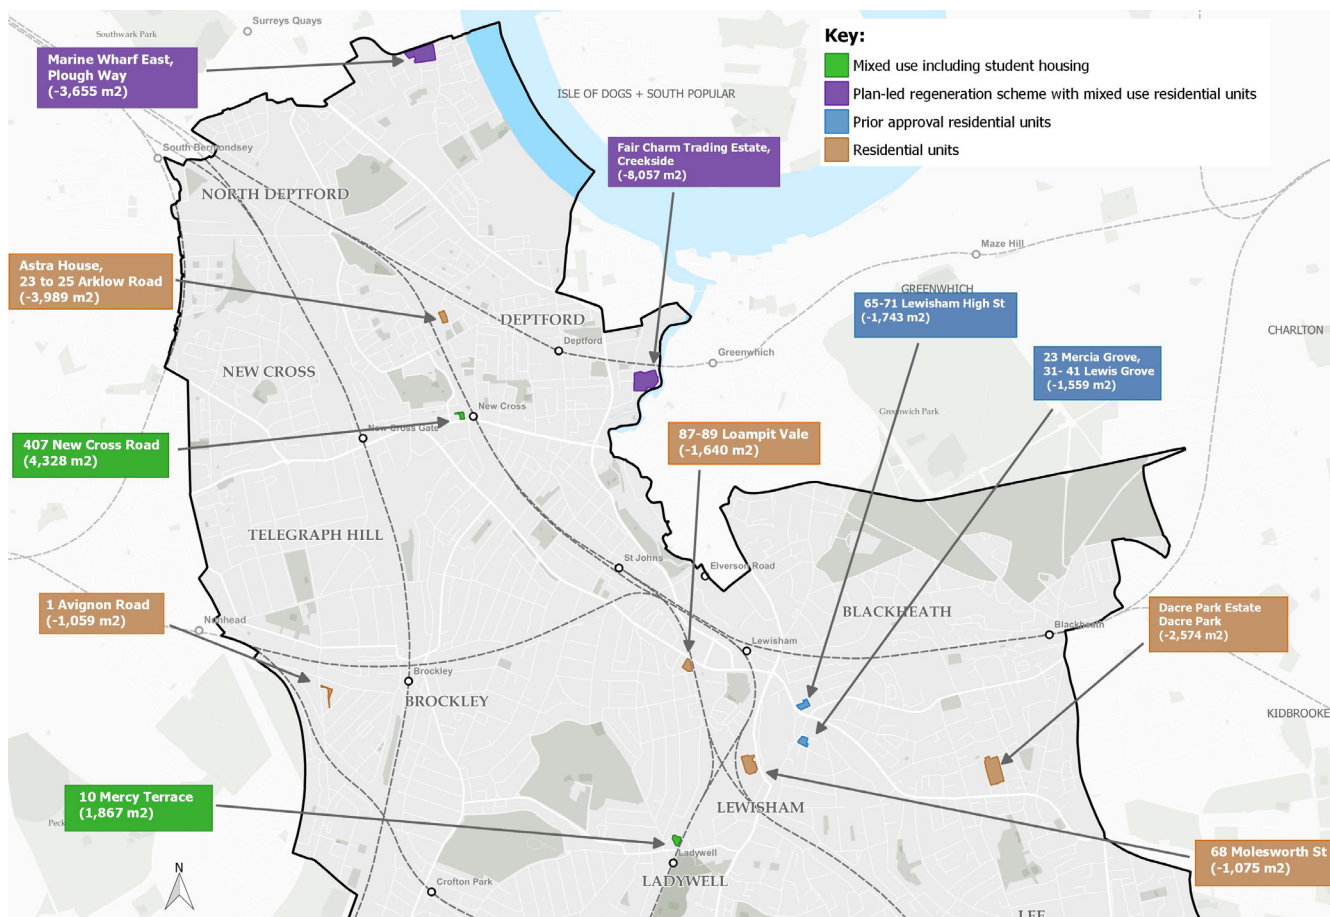 Surreys Quays
Southwark Park
Marine Wharf East,
Plough Way
(-3,655 m2)
ISLE OF DOGS + SOUTH POPULAR
Key:
Mixed use including student housing
Plan-led regeneration scheme with mixed use residential units
Prior approval residential units
Residential units
South Bermondsey
Fair Charm Trading Estate,
Creekside
(-8,057 m2)
NORTH DEPTFORD
Maze Hill
Astra House,
23 to 25 Arklow Road
(-3,989 m2)
GREENWHICH
65-71 Lewisham High St
(-1,743 m2)
DEPTFORD
Deptford
CHARLTON
Greenwhich
23 Mercia Grove,
31- 41 Lewis Grove
(-1,559 m2)
NEW CROSS
New Cross
Greenwich Park
New Cross Gate
407 New Cross Road
(4,328 m2)
87-89 Loampit Vale
(-1,640 m2)
TELEGRAPH HILL
St Johns
Elverson Road
1 Avignon Road
(-1,059 m2)
Nunhead
BLACKHEATH
Blackheath
Dacre Park Estate
Dacre Park
(-2,574 m2)
Lewisham
Brockley
BROCKLEY
KIDBROOKE
10 Mercy Terrace
(1,867 m2)
LEWISHAM
Peck
N
Ladywell
LADYWELL
68 Molesworth St
(-1,075 m2)
Crofton Park
LEE